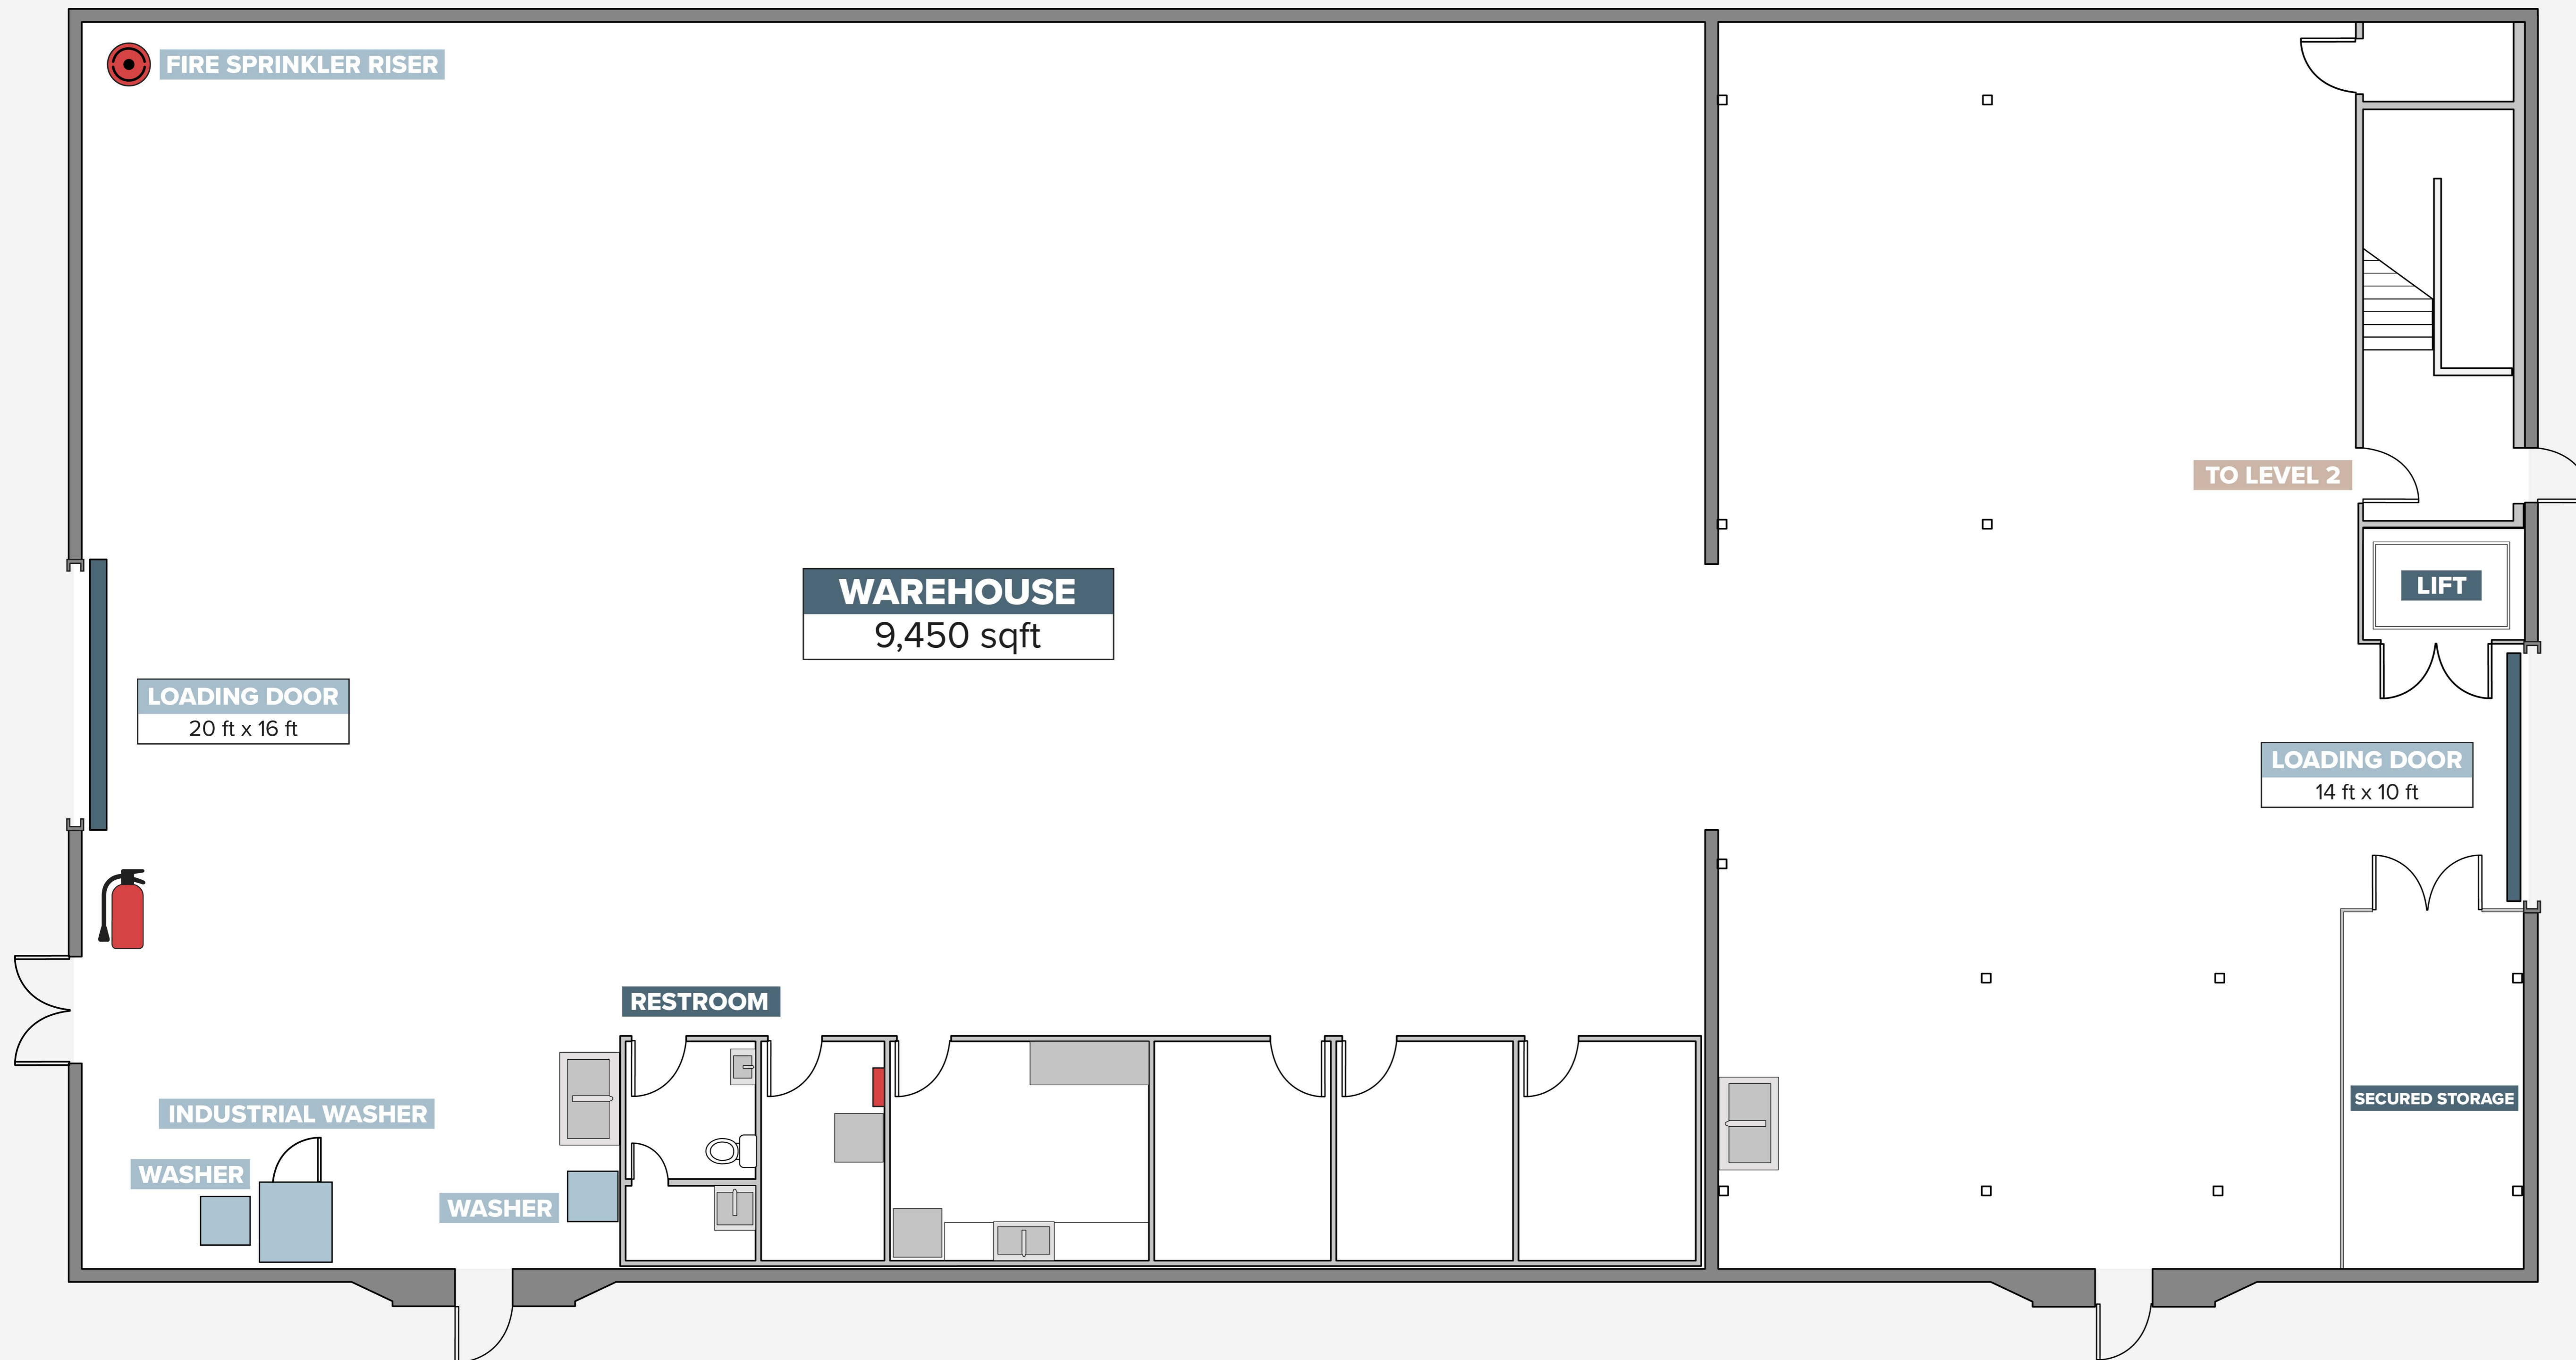 FIRE SPRINKLER RISER
TO LEVEL 2
WAREHOUSE
9,450 sqft
LIFT
LOADING DOOR
20 ft x 16 ft
LOADING DOOR
14 ft x 10 ft
RESTROOM
SECURED STORAGE
INDUSTRIAL WASHER
WASHER
WASHER